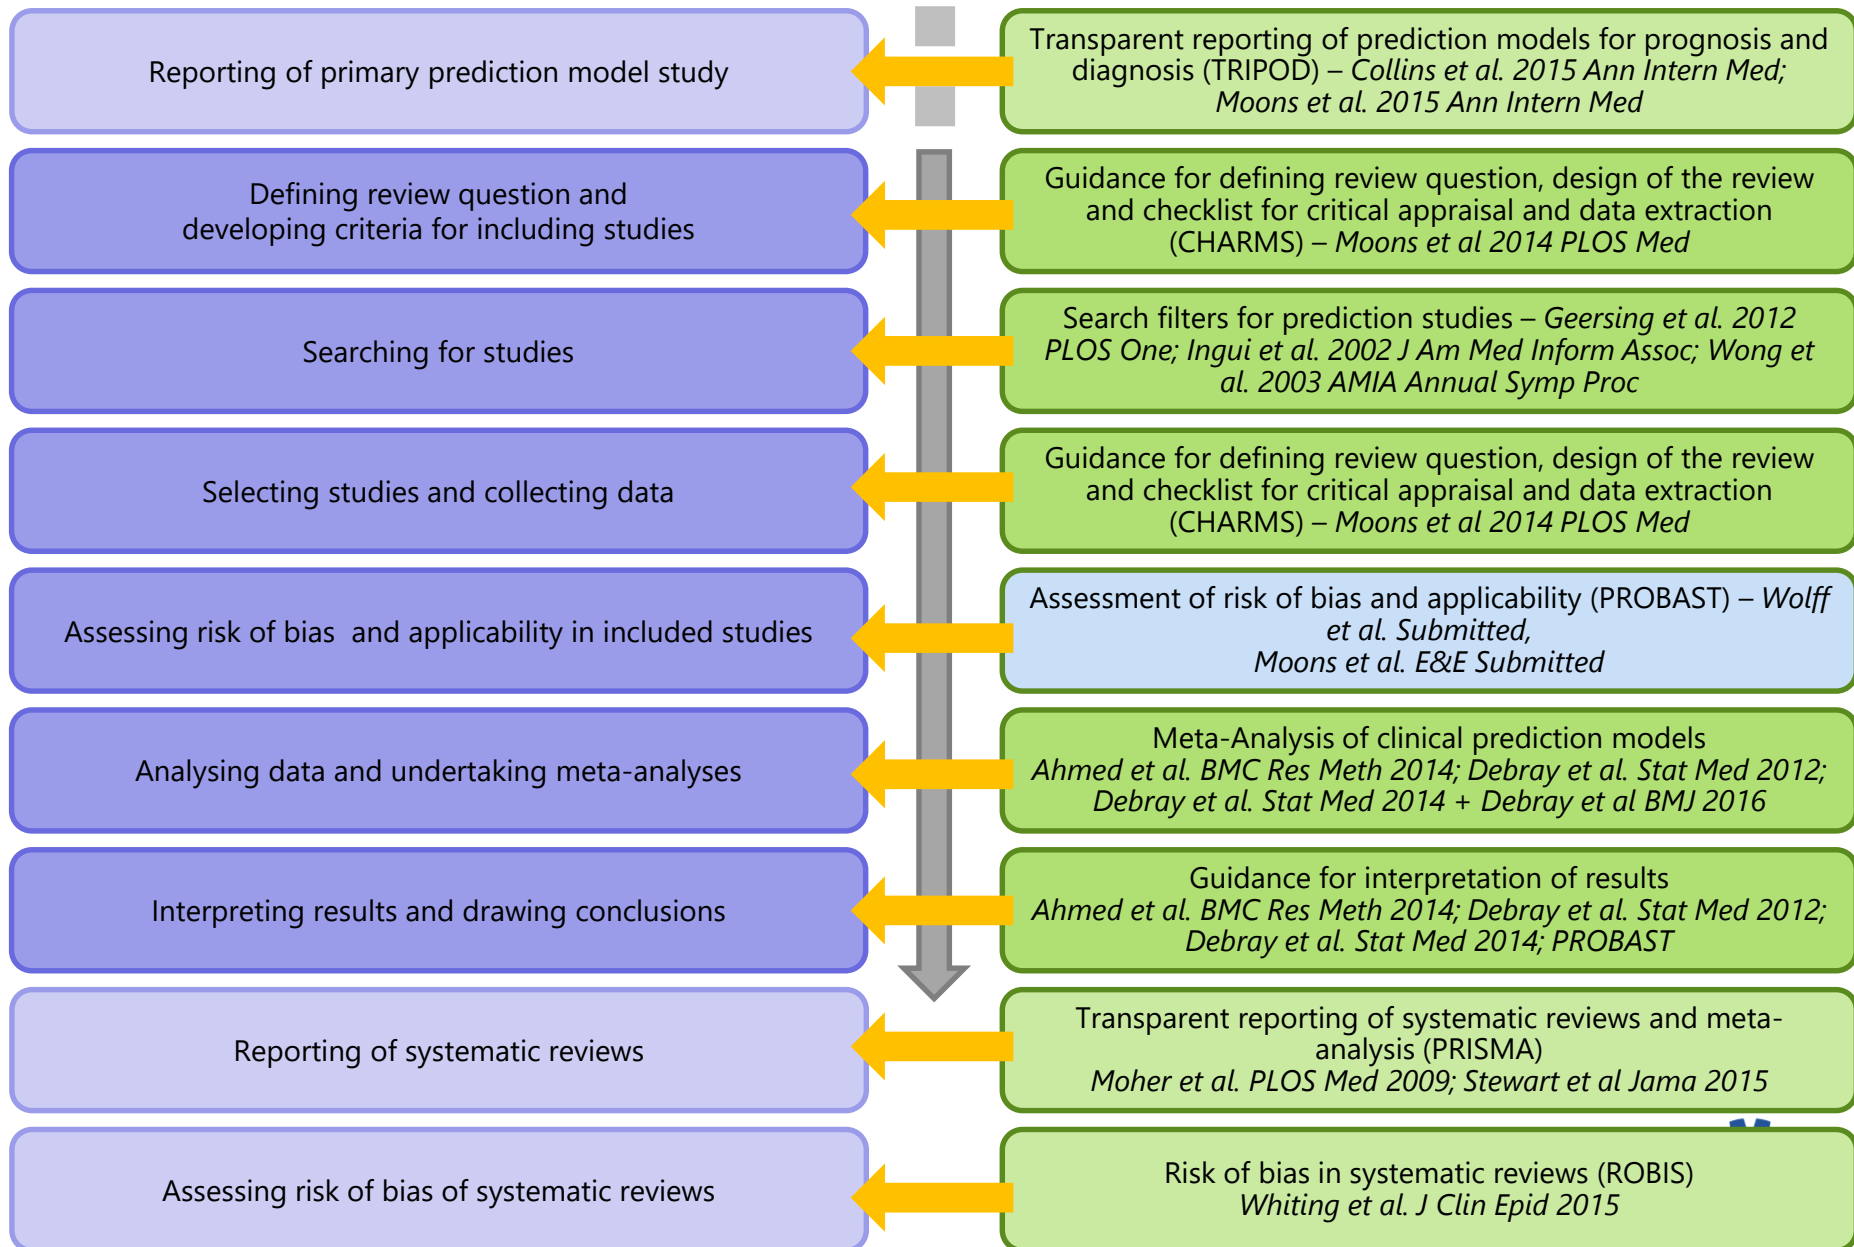 Reporting of primary prediction model study
Transparent reporting of prediction models for prognosis and
diagnosis (TRIPOD) – Collins et al. 2015 Ann Intern Med;
Moons et al. 2015 Ann Intern Med
Defining review question and
developing criteria for including studies
Guidance for defining review question, design of the review
and checklist for critical appraisal and data extraction
(CHARMS) – Moons et al 2014 PLOS Med
Searching for studies
Search filters for prediction studies – Geersing et al. 2012
PLOS One; Ingui et al. 2002 J Am Med Inform Assoc; Wong et
al. 2003 AMIA Annual Symp Proc
Selecting studies and collecting data
Guidance for defining review question, design of the review
and checklist for critical appraisal and data extraction
(CHARMS) – Moons et al 2014 PLOS Med
Assessing risk of bias and applicability in included studies
Assessment of risk of bias and applicability (PROBAST) – Wolff
et al. Submitted,
Moons et al. E&E Submitted
Analysing data and undertaking meta-analyses
Meta-Analysis of clinical prediction models
Ahmed et al. BMC Res Meth 2014; Debray et al. Stat Med 2012;
Debray et al. Stat Med 2014 + Debray et al BMJ 2016
Interpreting results and drawing conclusions
Guidance for interpretation of results
Ahmed et al. BMC Res Meth 2014; Debray et al. Stat Med 2012;
Debray et al. Stat Med 2014; PROBAST
Reporting of systematic reviews
Transparent reporting of systematic reviews and meta-
analysis (PRISMA)
Moher et al. PLOS Med 2009; Stewart et al Jama 2015
Assessing risk of bias of systematic reviews
Risk of bias in systematic reviews (ROBIS)
Whiting et al. J Clin Epid 2015